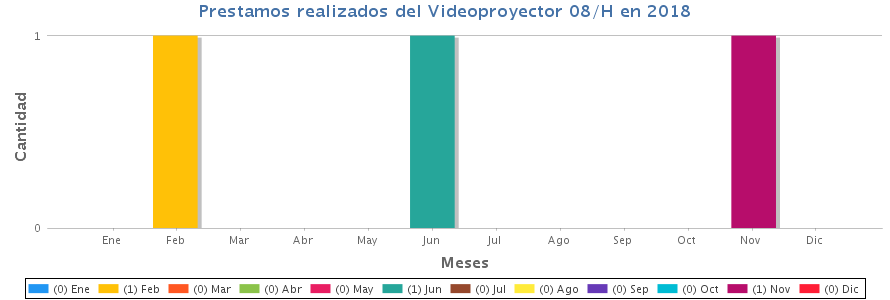 Prestamos realizados del Videoproyector 08/H en 2018
1
Cantidad
0
Ene Feb Mar Abr May Jun Jul Ago Sep Oct Nov Dic
Meses
(0) Ene (1) Feb (0) Mar (0) Abr (0) May (1) Jun (0) Jul (0) Ago (0) Sep (0) Oct (1) Nov (0) Dic